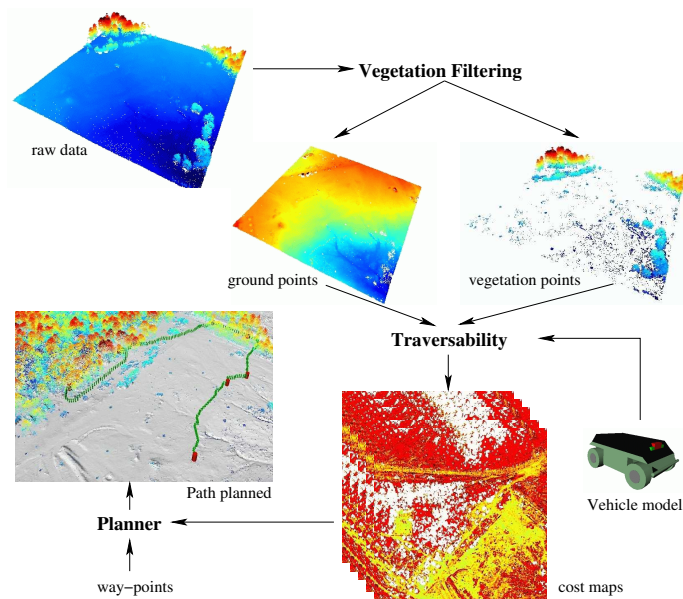 Vegetation Filtering
raw data
ground points
vegetation points
Traversability
Path planned
Vehicle model
Planner
way−points
cost maps